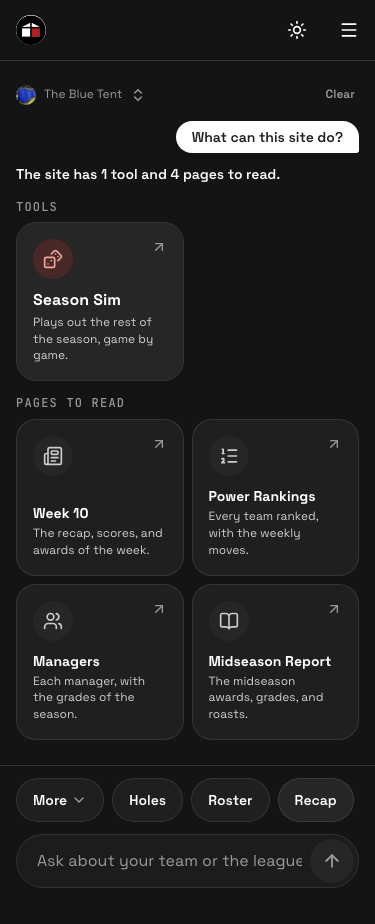 The Blue Tent
Clear
What can this site do?
The site has 1 tool and 4 pages to read.
TOOLS
Season Sim
Plays out the rest of
the season, game by
game.
PAGES TO READ
Week 10
The recap, scores, and
awards of the week.
Power Rankings
Every team ranked,
with the weekly
moves.
Managers
Each manager, with
the grades of the
season.
Midseason Report
The midseason
awards, grades, and
roasts.
More
Holes
Roster
Recap
Ask about your team or the league